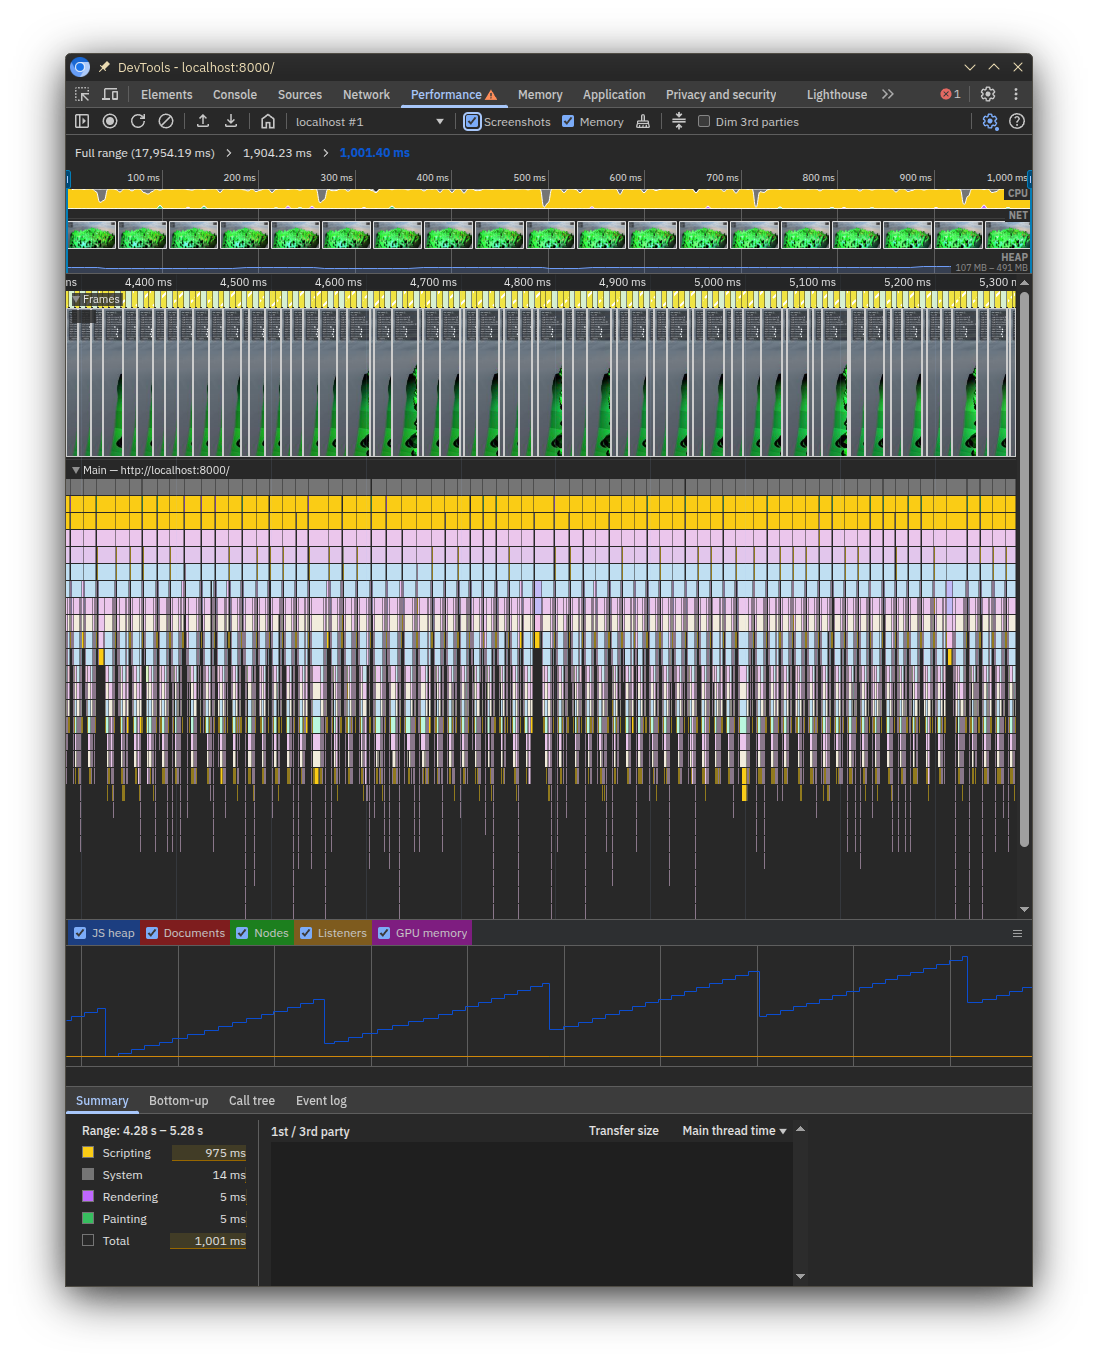 DevTools - localhost:8000/
Elements Console Sources Network Performance Memory Application Privacy and security Lighthouse 1
localhost #1 Screenshots Memory Dim 3rd parties
Full range (17,954.19 ms) 1,904.23 ms 1,001.40 ms
100 ms 200 ms 300 ms 400 ms 500 ms 600 ms 700 ms 800 ms 900 ms 1,000 ms
CPU
NET
HEAP
107 MB – 491 MB
ns 4,400 ms 4,500 ms 4,600 ms 4,700 ms 4,800 ms 4,900 ms 5,000 ms 5,100 ms 5,200 ms 5,300 n
Frames
Main — http://localhost:8000/
JS heap Documents Nodes Listeners GPU memory
Summary Bottom-up Call tree Event log
Range: 4.28 s – 5.28 s
Scripting 975 ms
System 14 ms
Rendering 5 ms
Painting 5 ms
Total 1,001 ms
1st / 3rd party Transfer size Main thread time